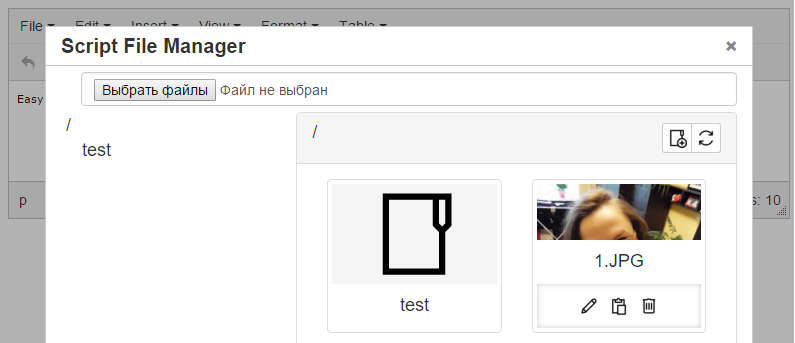 File Edit Insert View Format Table
Script File Manager ×
Выбрать файлы Файл не выбран
Easy
/
test
/
p
s: 10
test
1.JPG